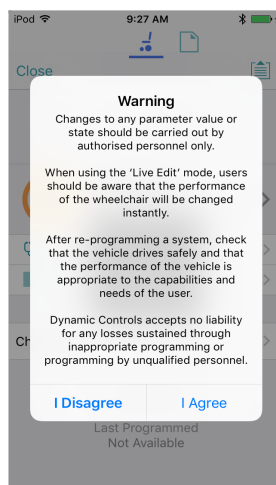 iPod 9:27 AM
Close
Warning
Changes to any parameter value or
state should be carried out by
authorised personnel only.
When using the 'Live Edit' mode, users
should be aware that the performance
of the wheelchair will be changed
instantly.
After re-programming a system, check
that the vehicle drives safely and that
the performance of the vehicle is
appropriate to the capabilities and
needs of the user.
Ch
Dynamic Controls accepts no liability
for any losses sustained through
inappropriate programming or
programming by unqualified personnel.
I Disagree I Agree
Last Programmed
Not Available